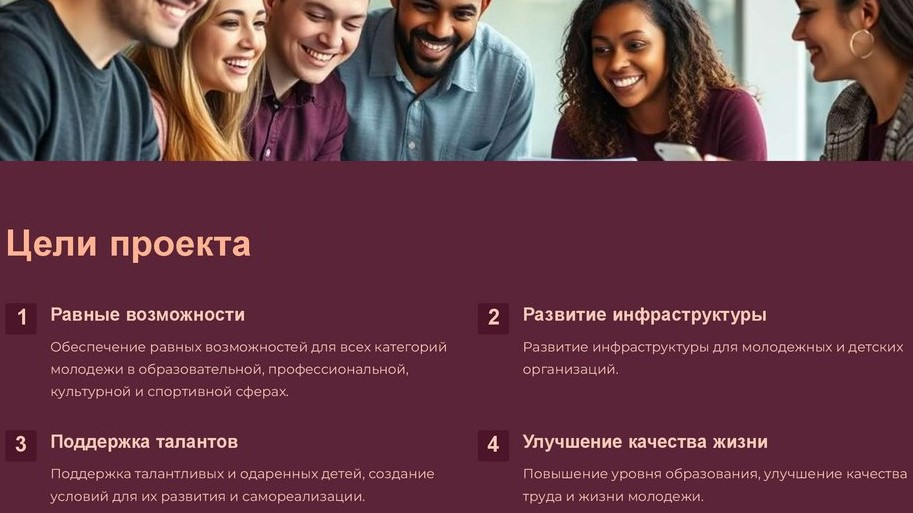 Цели проекта
1
Равные возможности
Обеспечение равных возможностей для всех категорий
молодежи в образовательной, профессиональной,
культурной и спортивной сферах.
2
Развитие инфраструктуры
Развитие инфраструктуры для молодежных и детских
организаций.
3
Поддержка талантов
Поддержка талантливых и одаренных детей, создание
условий для их развития и самореализации.
4
Улучшение качества жизни
Повышение уровня образования, улучшение качества
труда и жизни молодежи.